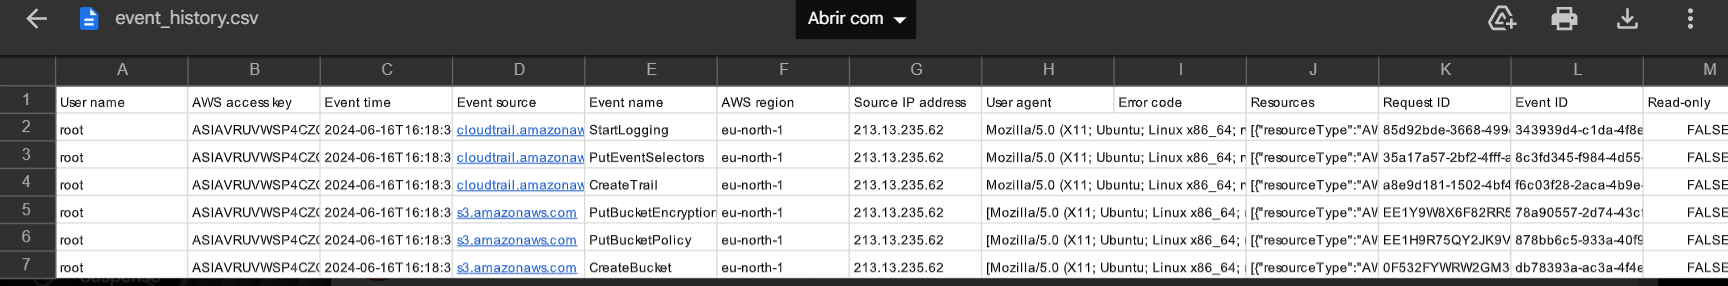 event_history.csv Abrir com
A B C D E F G H I J K L M
1 User name AWS access key Event time Event source Event name AWS region Source IP address User agent Error code Resources Request ID Event ID Read-only
2 root ASIAVRUVWSP4CZ 2024-06-16T16:18:3 cloudtrail.amazonaw StartLogging eu-north-1 213.13.235.62 Mozilla/5.0 (X11; Ubuntu; Linux x86_64; r [{"resourceType":"AW 85d92bde-3668-499 343939d4-c1da-4f8e FALSE
3 root ASIAVRUVWSP4CZ 2024-06-16T16:18:3 cloudtrail.amazonaw PutEventSelectors eu-north-1 213.13.235.62 Mozilla/5.0 (X11; Ubuntu; Linux x86_64; r [{"resourceType":"AW 35a17a57-2bf2-4fff-a 8c3fd345-f984-4d55- FALSE
4 root ASIAVRUVWSP4CZ 2024-06-16T16:18:3 cloudtrail.amazonaw CreateTrail eu-north-1 213.13.235.62 Mozilla/5.0 (X11; Ubuntu; Linux x86_64; r [{"resourceType":"AW a8e9d181-1502-4bf4 f6c03f28-2aca-4b9e- FALSE
5 root ASIAVRUVWSP4CZ 2024-06-16T16:18:3 s3.amazonaws.com PutBucketEncryption eu-north-1 213.13.235.62 [Mozilla/5.0 (X11; Ubuntu; Linux x86_64; [{"resourceType":"AW EE1Y9W8X6F82RR5 78a90557-2d74-43c FALSE
6 root ASIAVRUVWSP4CZ 2024-06-16T16:18:3 s3.amazonaws.com PutBucketPolicy eu-north-1 213.13.235.62 [Mozilla/5.0 (X11; Ubuntu; Linux x86_64; [{"resourceType":"AW EE1H9R75QY2JK9V 878bb6c5-933a-40f9 FALSE
7 root ASIAVRUVWSP4CZ 2024-06-16T16:18:3 s3.amazonaws.com CreateBucket eu-north-1 213.13.235.62 [Mozilla/5.0 (X11; Ubuntu; Linux x86_64; [{"resourceType":"AW 0F532FYWRW2GM3 db78393a-ac3a-4f4e FALSE